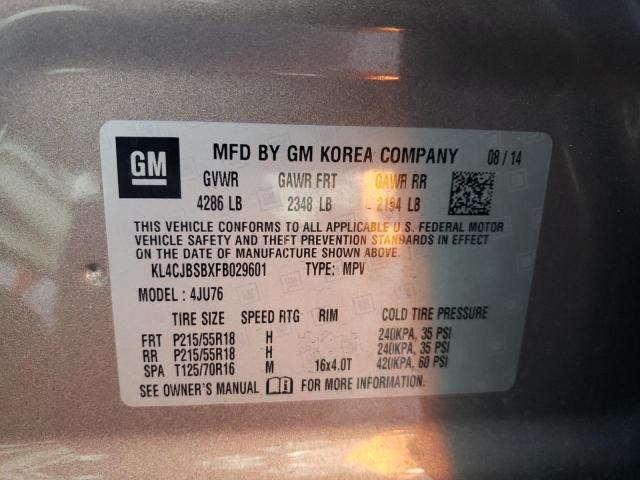 GM MFD BY GM KOREA COMPANY 08/14
GVWR GAWR FRT GAWR RR
4286 LB 2348 LB 2194 LB
THIS VEHICLE CONFORMS TO ALL APPLICABLE U.S. FEDERAL MOTOR
VEHICLE SAFETY AND THEFT PREVENTION STANDARDS IN EFFECT
ON THE DATE OF MANUFACTURE SHOWN ABOVE.
KL4CJBSBXFB029601 TYPE: MPV
MODEL: 4JU76
TIRE SIZE SPEED RTG RIM COLD TIRE PRESSURE
FRT P215/55R18 H 240KPA, 35 PSI
RR P215/55R18 H 240KPA, 35 PSI
SPA T125/70R16 M 16x4.0T 420KPA, 60 PSI
SEE OWNER'S MANUAL FOR MORE INFORMATION.